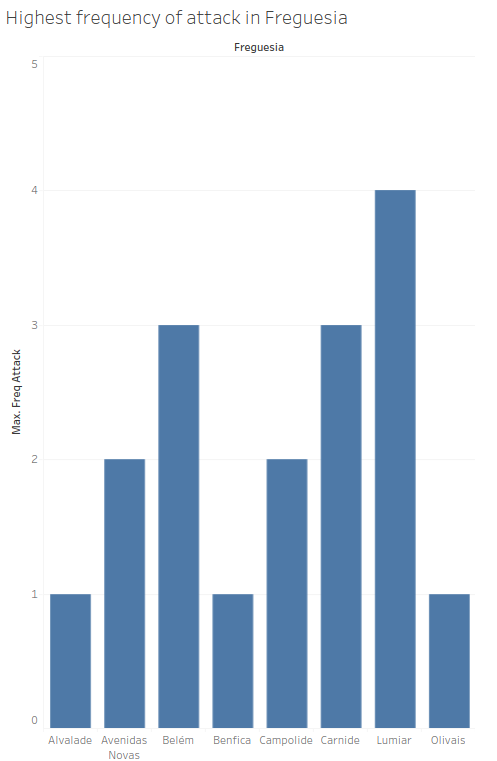 Highest frequency of attack in Freguesia
Freguesia
5
4
3
2
1
0
Max. Freq Attack
Alvalade
Avenidas
Novas
Belém
Benfica
Campolide
Carnide
Lumiar
Olivais